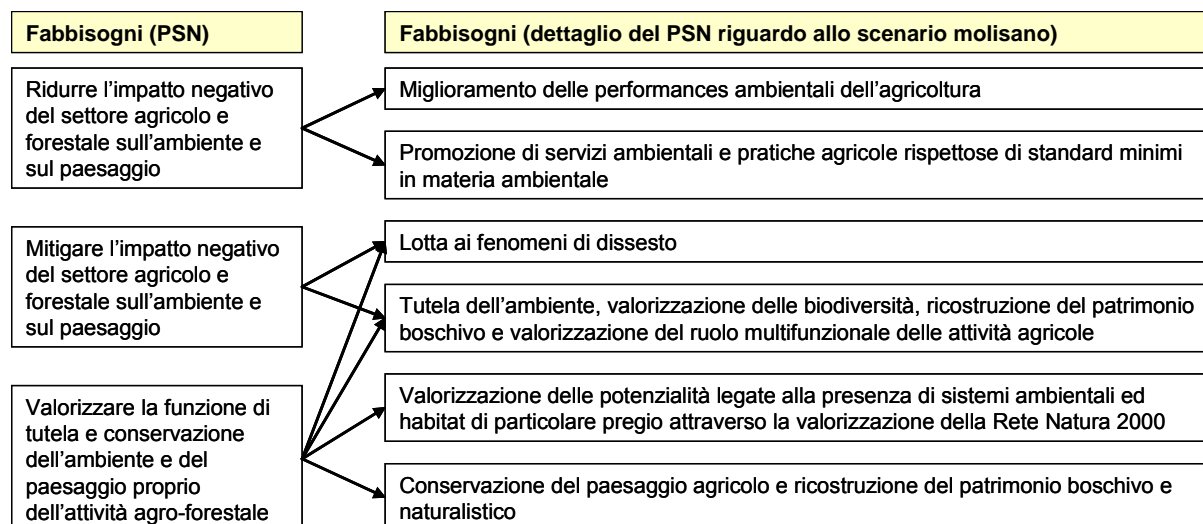 Fabbisogni (PSN)
Fabbisogni (dettaglio del PSN riguardo allo scenario molisano)
Ridurre l'impatto negativo
del settore agricolo e
forestale sull'ambiente e
sul paesaggio
Miglioramento delle performances ambientali dell'agricoltura
Promozione di servizi ambientali e pratiche agricole rispettose di standard minimi
in materia ambientale
Mitigare l'impatto negativo
del settore agricolo e
forestale sull'ambiente e
sul paesaggio
Lotta ai fenomeni di dissesto
Tutela dell'ambiente, valorizzazione delle biodiversità, ricostruzione del patrimonio
boschivo e valorizzazione del ruolo multifunzionale delle attività agricole
Valorizzare la funzione di
tutela e conservazione
dell'ambiente e del
paesaggio proprio
dell'attività agro-forestale
Valorizzazione delle potenzialità legate alla presenza di sistemi ambientali ed
habitat di particolare pregio attraverso la valorizzazione della Rete Natura 2000
Conservazione del paesaggio agricolo e ricostruzione del patrimonio boschivo e
naturalistico